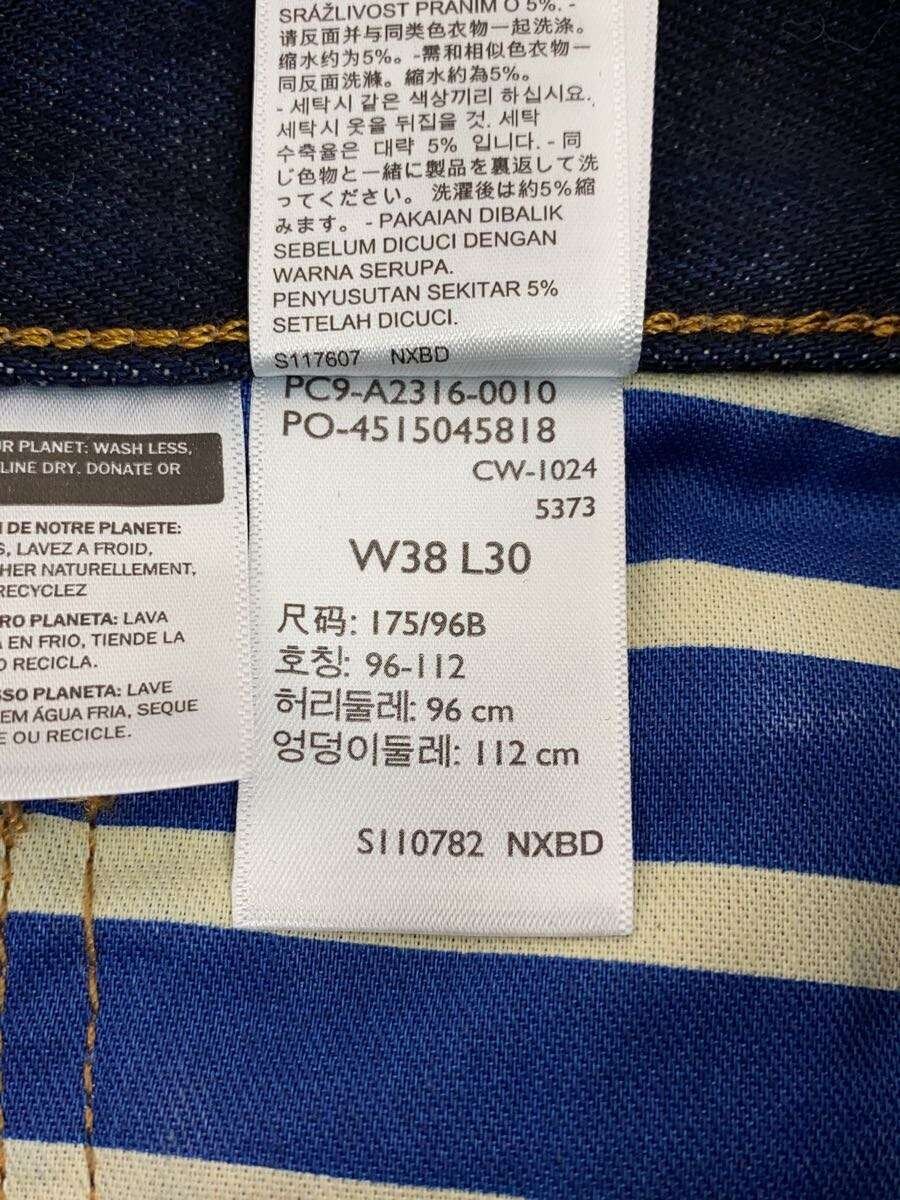 SRÁŽLIVOST PRANIM O 5%. -
请反面并与同类色衣物一起洗涤。
缩水约为5%。-需和相似色衣物一
同反面洗滌。縮水約為5%。
- 세탁시 같은 색상끼리 하십시요.
세탁시 옷을 뒤집을 것. 세탁
수축율은 대략 5% 입니다. - 同
じ色物と一緒に製品を裏返して洗
ってください。 洗濯後は約5%縮
みます。 - PAKAIAN DIBALIK
SEBELUM DICUCI DENGAN
WARNA SERUPA.
PENYUSUTAN SEKITAR 5%
SETELAH DICUCI.
S117607 NXBD
PC9-A2316-0010
PO-4515045818
CW-1024
5373
W38 L30
尺码: 175/96B
호칭: 96-112
허리둘레: 96 cm
엉덩이둘레: 112 cm
S110782 NXBD
PLANET: WASH LESS,
LINE DRY. DONATE OR
DE NOTRE PLANETE:
LAVEZ A FROID,
NATURELLEMENT,
RECYCLEZ
PLANETA: LAVA
EN FRIO, TIENDE LA
O RECICLA.
PLANETA: LAVE
EM ÁGUA FRIA, SEQUE
E OU RECICLE.